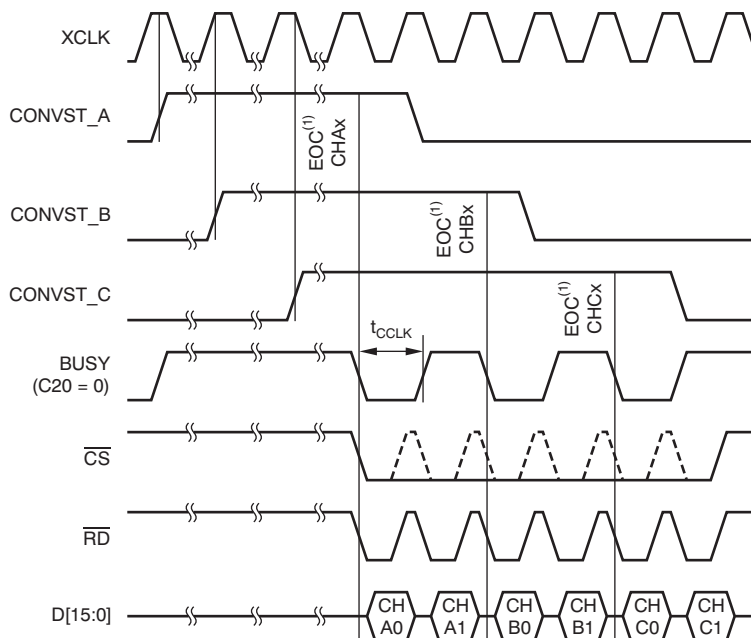 XCLK
CONVST_A
EOC(1)
CHAx
CONVST_B
EOC(1)
CHBx
CONVST_C
EOC(1)
CHCx
tCCLK
BUSY
(C20 = 0)
CS
RD
D[15:0]
CH
A0
CH
A1
CH
B0
CH
B1
CH
C0
CH
C1